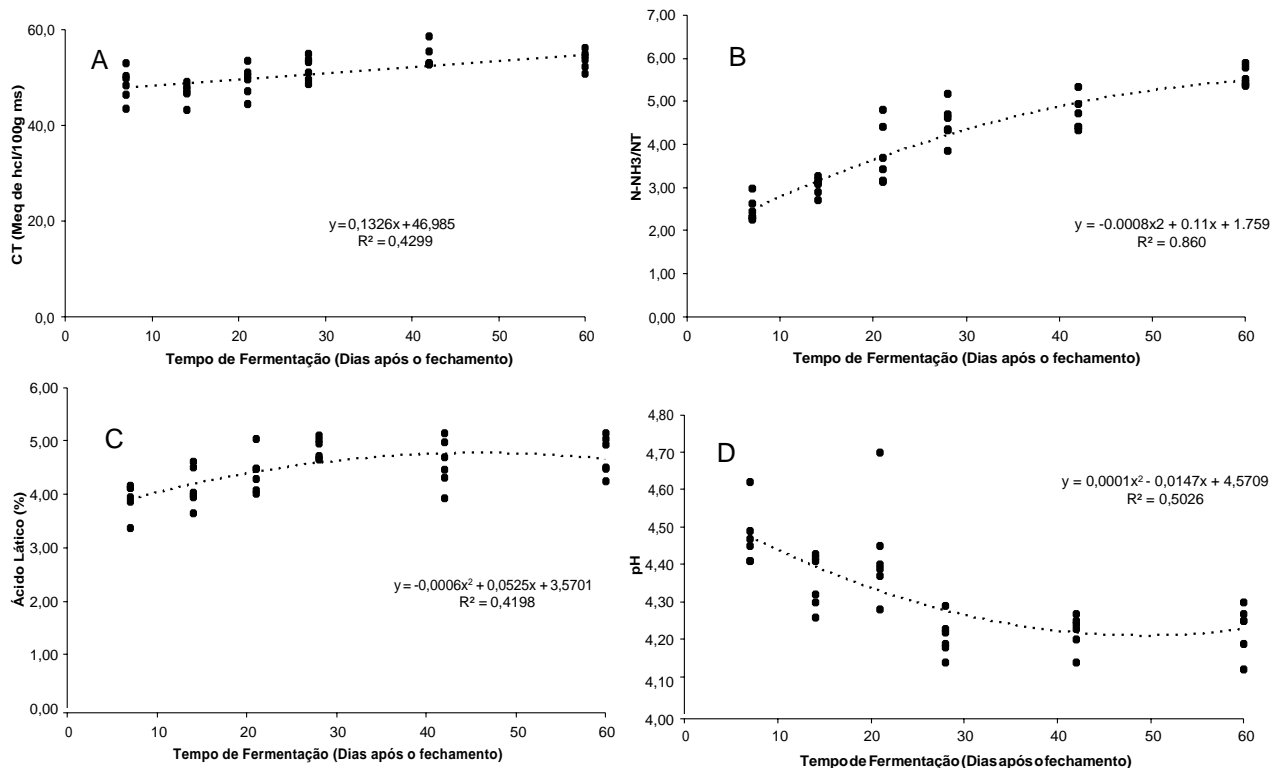 A
CT (Meq de hcl/100g ms)
60,0
40,0
20,0
0,0
y=0,1326x+46,985
R² = 0,4299
0 10 20 30 40 50 60
Tempo de Fermentação (Dias após o fechamento)
B
N-NH3/NT
7,00
6,00
5,00
4,00
3,00
2,00
1,00
0,00
y = -0.0008x2 + 0.11x + 1.759
R² = 0.860
0 10 20 30 40 50 60
Tempo de Fermentação (Dias após o fechamento)
C
Ácido Lático (%)
6,00
5,00
4,00
3,00
2,00
1,00
0,00
y = -0,0006x² + 0,0525x + 3,5701
R² = 0,4198
0 10 20 30 40 50 60
Tempo de Fermentação (Dias após o fechamento)
D
pH
4,80
4,70
4,60
4,50
4,40
4,30
4,20
4,10
4,00
y = 0,0001x² - 0,0147x + 4,5709
R² = 0,5026
0 10 20 30 40 50 60
Tempo de Fermentação (Dias após o fechamento)